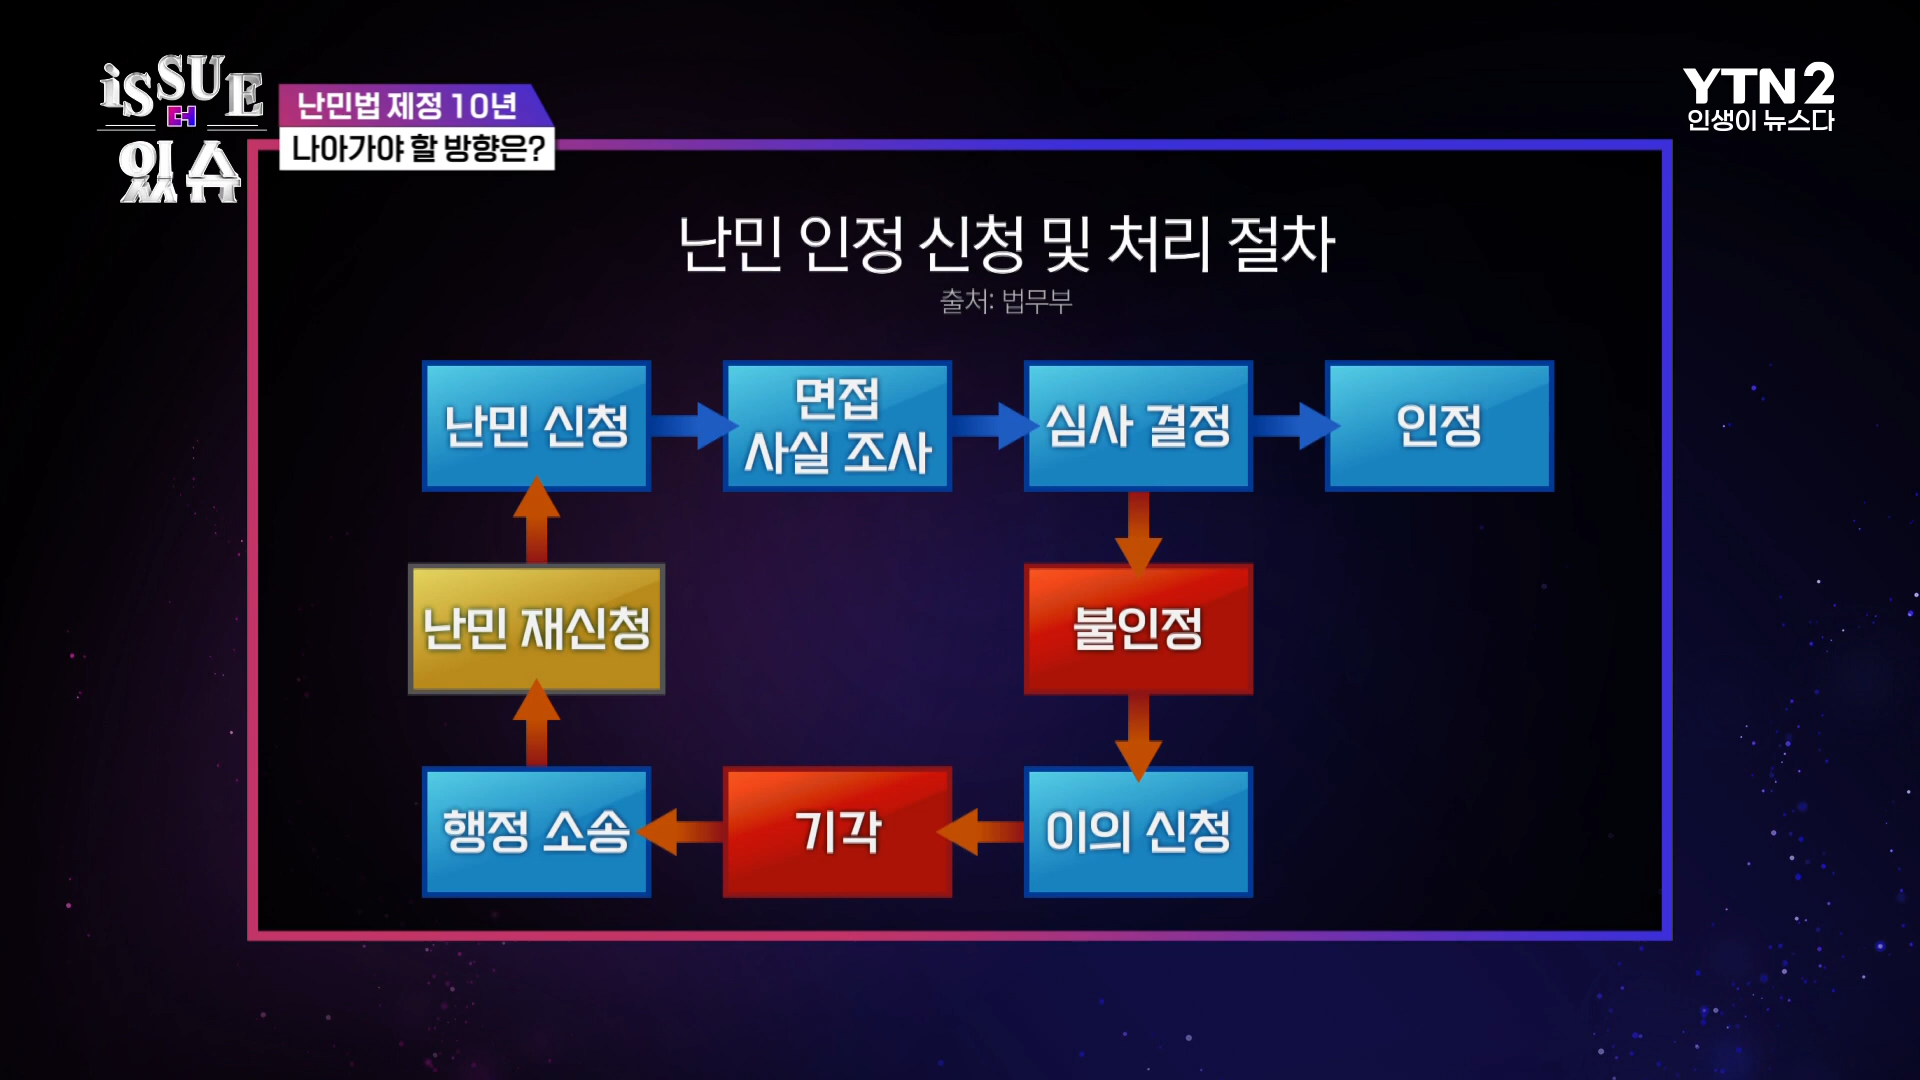 iSSUE
더
있슈
난민법 제정 10년
나아가야 할 방향은?
YTN2
인생이 뉴스다
난민 인정 신청 및 처리 절차
출처: 법무부
난민 신청
면접
사실 조사
심사 결정
인정
난민 재신청
불인정
행정 소송
기각
이의 신청